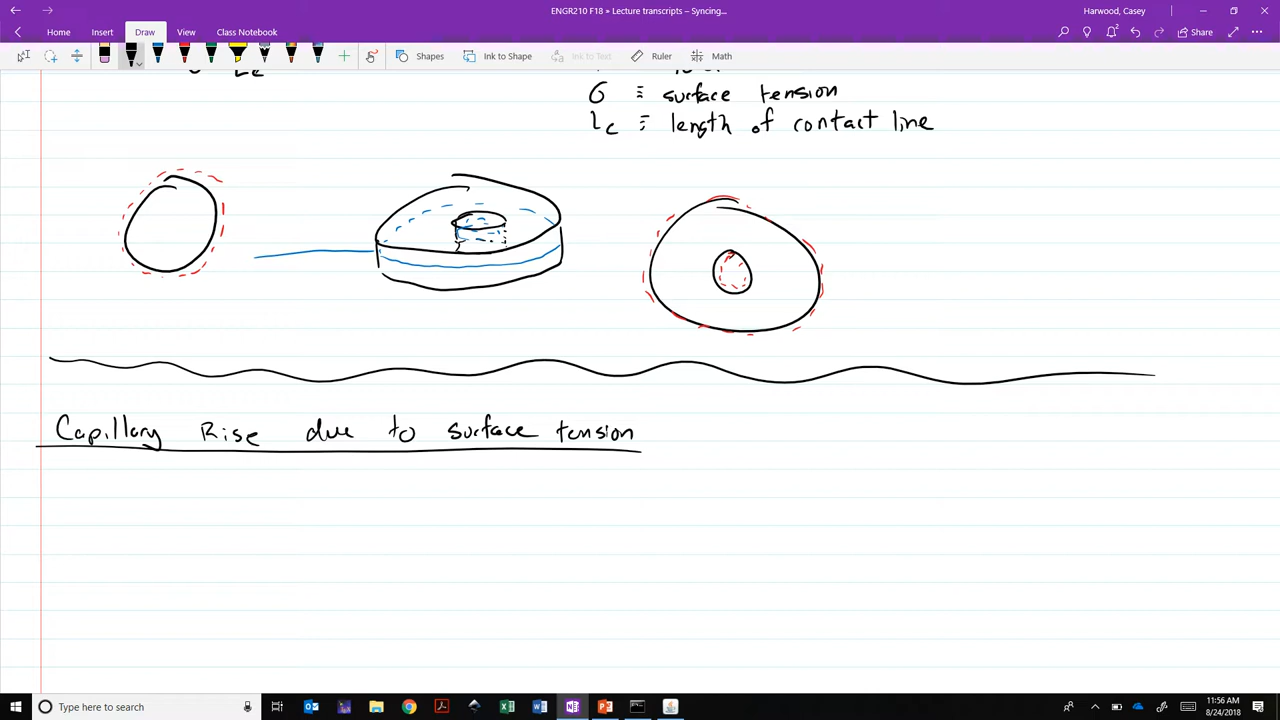 ENGR210 F18 » Lecture transcripts – Syncing...
Harwood, Casey
Home Insert Draw View Class Notebook
Share
Shapes Ink to Shape Ink to Text Ruler Math
σ ≡ surface tension
Lc ≡ length of contact line
Capillary Rise due to surface tension
Type here to search
11:56 AM
8/24/2018